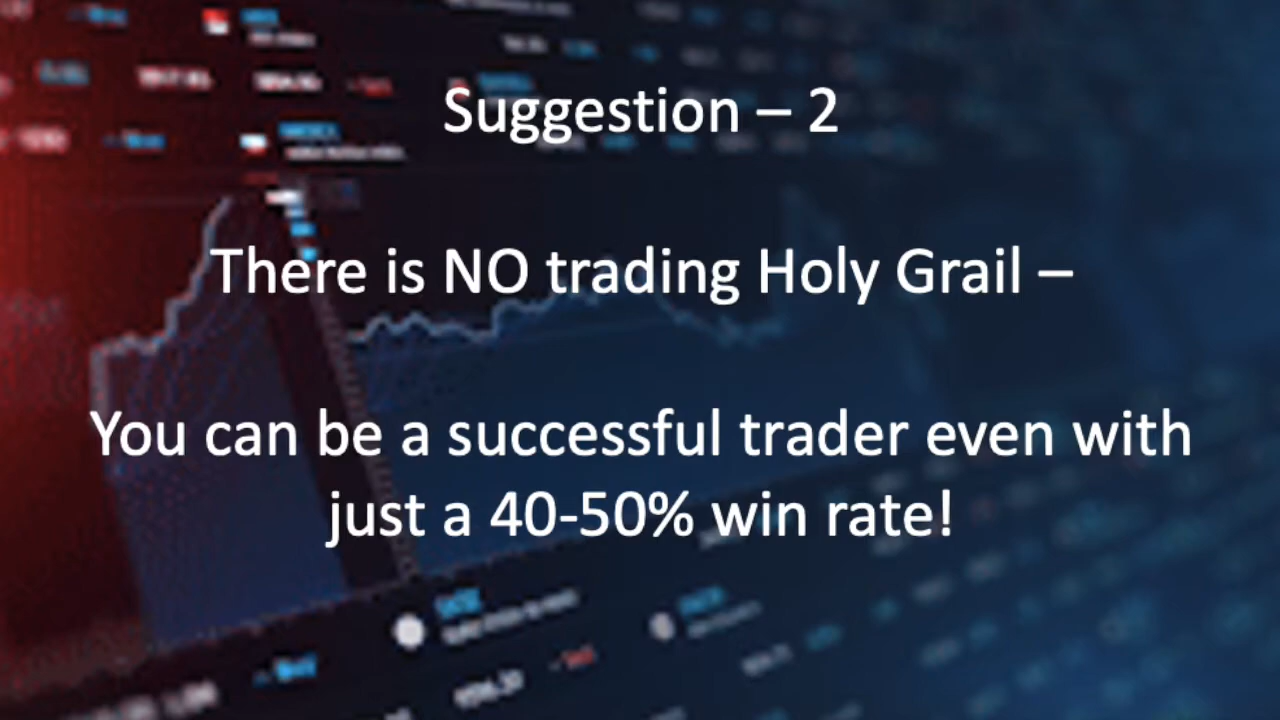 Suggestion – 2
There is NO trading Holy Grail –
You can be a successful trader even with
just a 40-50% win rate!